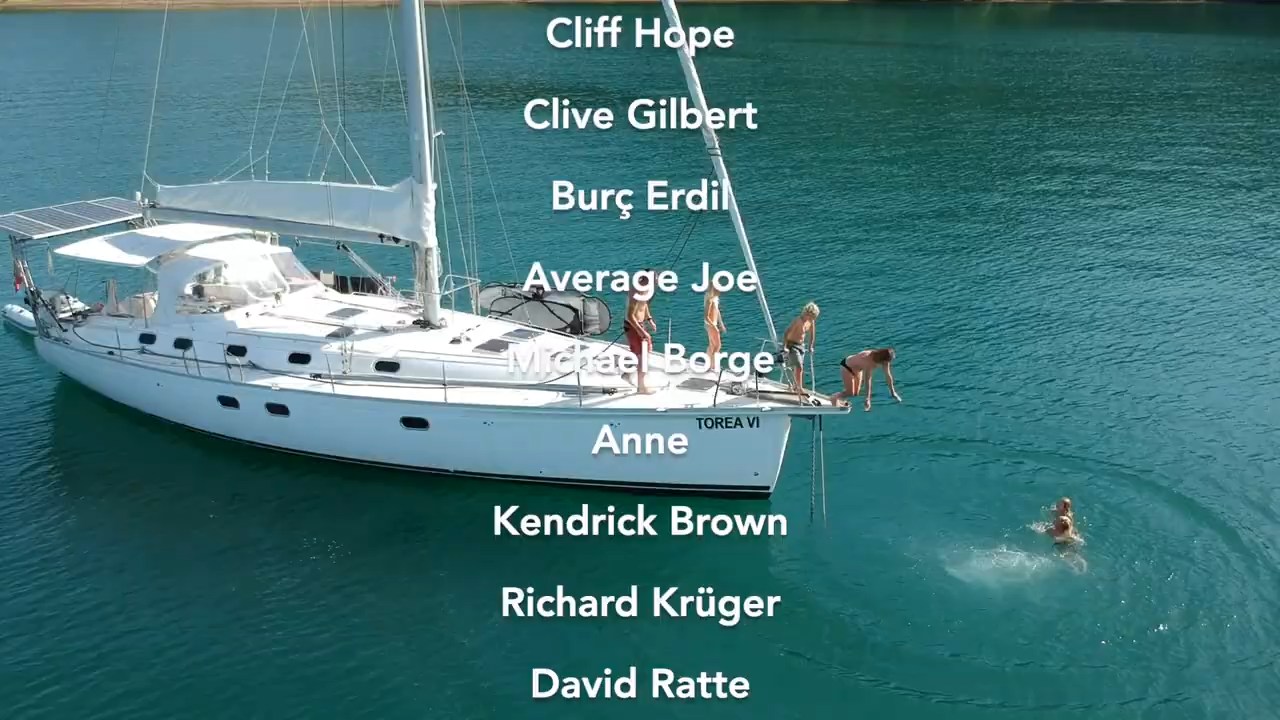 Cliff Hope
Clive Gilbert
Burç Erdil
Average Joe
Michael Borge
TOREA VI
Anne
Kendrick Brown
Richard Krüger
David Ratte